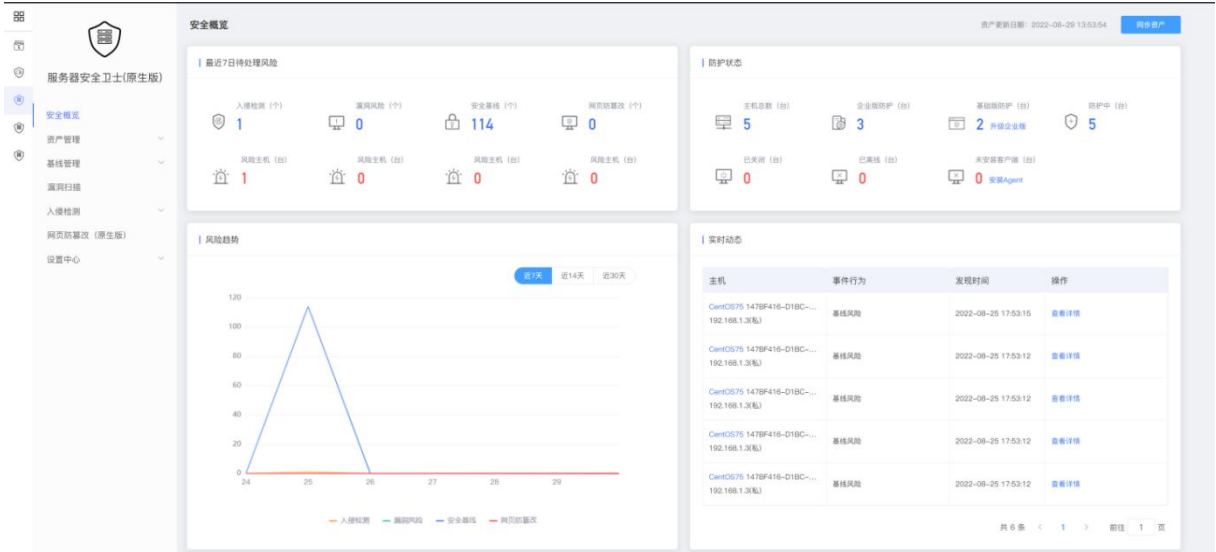 安全概览
资产更新日期: 2022-08-29 13:53:54
同步资产
服务器安全卫士(原生版)
安全概览
资产管理
基线管理
漏洞扫描
入侵检测
网页防篡改（原生版）
设置中心
最近7日待处理风险
入侵检测（个）
1
漏洞风险（个）
0
安全基线（个）
114
网页防篡改（个）
0
风险主机（台）
1
风险主机（台）
0
风险主机（台）
0
风险主机（台）
0
防护状态
主机总数（台）
5
企业版防护（台）
3
基础版防护（台）
2 升级企业版
防护中（台）
5
已关闭（台）
0
已离线（台）
0
未安装客户端（台）
0 安装Agent
风险趋势
近7天 近14天 近30天
120
100
80
60
40
20
0
24 25 26 27 28 29
入侵检测 漏洞风险 安全基线 网页防篡改
实时动态
主机 事件行为 发现时间 操作
CentOS75 147BF416-D1BC-...
192.168.1.3(私)
基线风险 2022-08-25 17:53:15 查看详情
CentOS75 147BF416-D1BC-...
192.168.1.3(私)
基线风险 2022-08-25 17:53:12 查看详情
CentOS75 147BF416-D1BC-...
192.168.1.3(私)
基线风险 2022-08-25 17:53:12 查看详情
CentOS75 147BF416-D1BC-...
192.168.1.3(私)
基线风险 2022-08-25 17:53:12 查看详情
CentOS75 147BF416-D1BC-...
192.168.1.3(私)
基线风险 2022-08-25 17:53:12 查看详情
共 6 条 < 1 > 前往 1 页